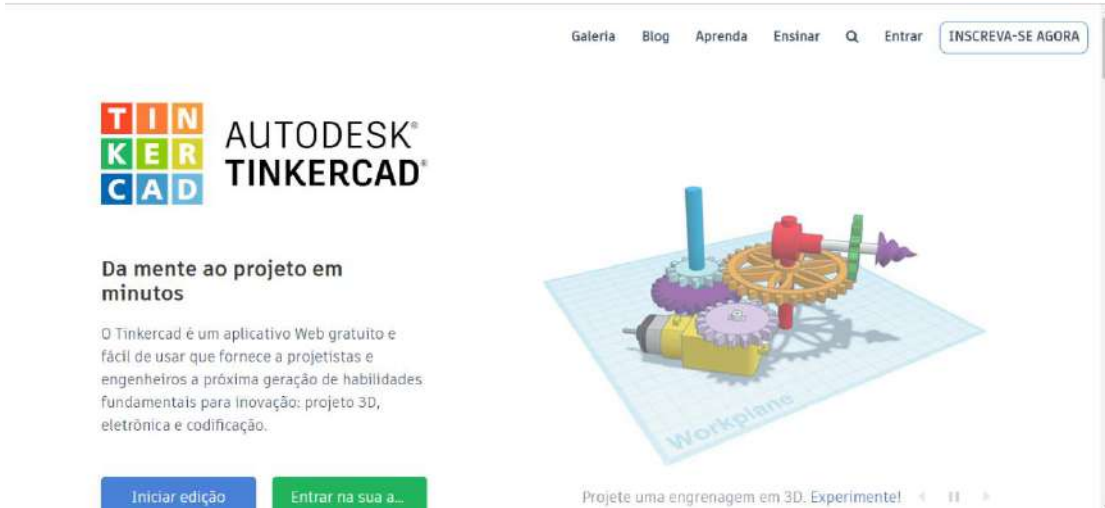 Galeria Blog Aprenda Ensinar Entrar INSCREVA-SE AGORA
TIN
KER
CAD
AUTODESK®
TINKERCAD®
Da mente ao projeto em
minutos
O Tinkercad é um aplicativo Web gratuito e
fácil de usar que fornece a projetistas e
engenheiros a próxima geração de habilidades
fundamentais para inovação: projeto 3D,
eletrônica e codificação.
Iniciar edição
Entrar na sua a...
Workplane
Projete uma engrenagem em 3D. Experimente!